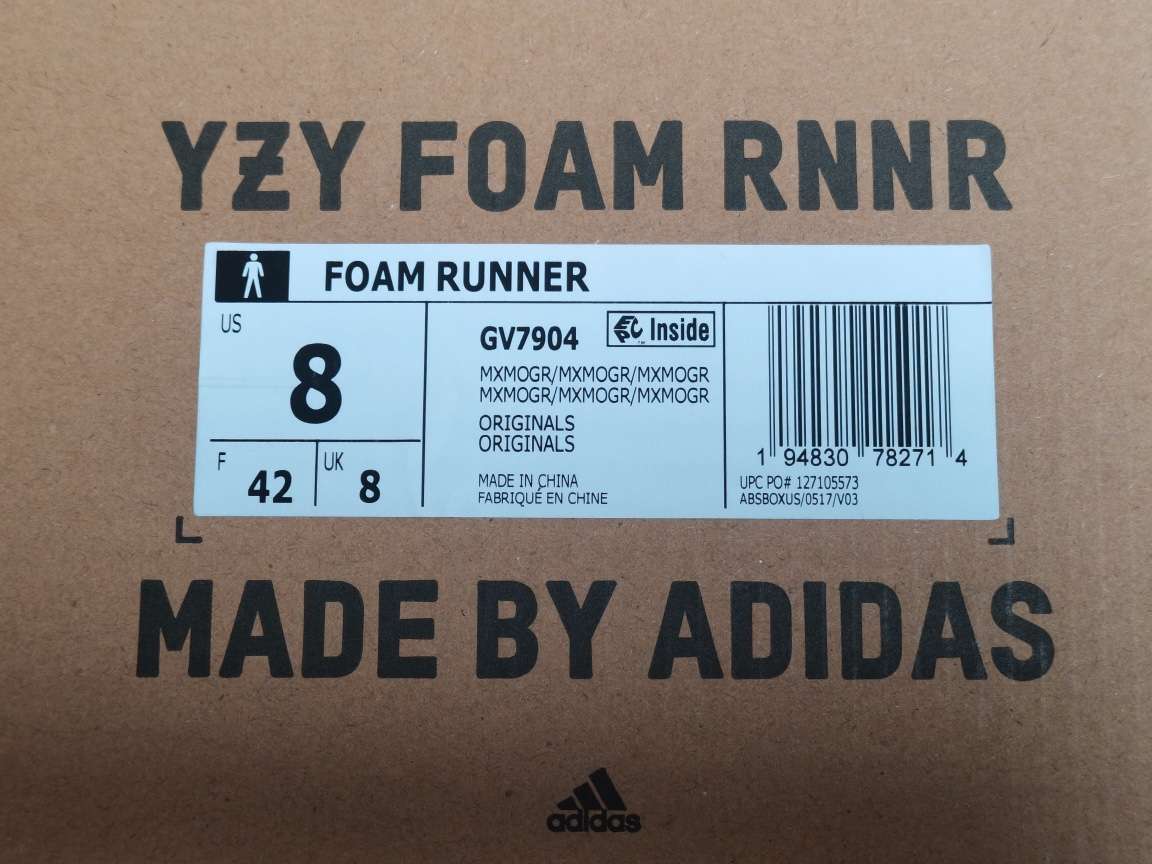 YZY FOAM RNNR
FOAM RUNNER
US
8
F
42
UK
8
GV7904
EPC Inside
MXMOGR/MXMOGR/MXMOGR
MXMOGR/MXMOGR/MXMOGR
ORIGINALS
ORIGINALS
MADE IN CHINA
FABRIQUÉ EN CHINE
1 94830 78271 4
UPC PO# 127105573
ABSBOXUS/0517/V03
MADE BY ADIDAS
adidas